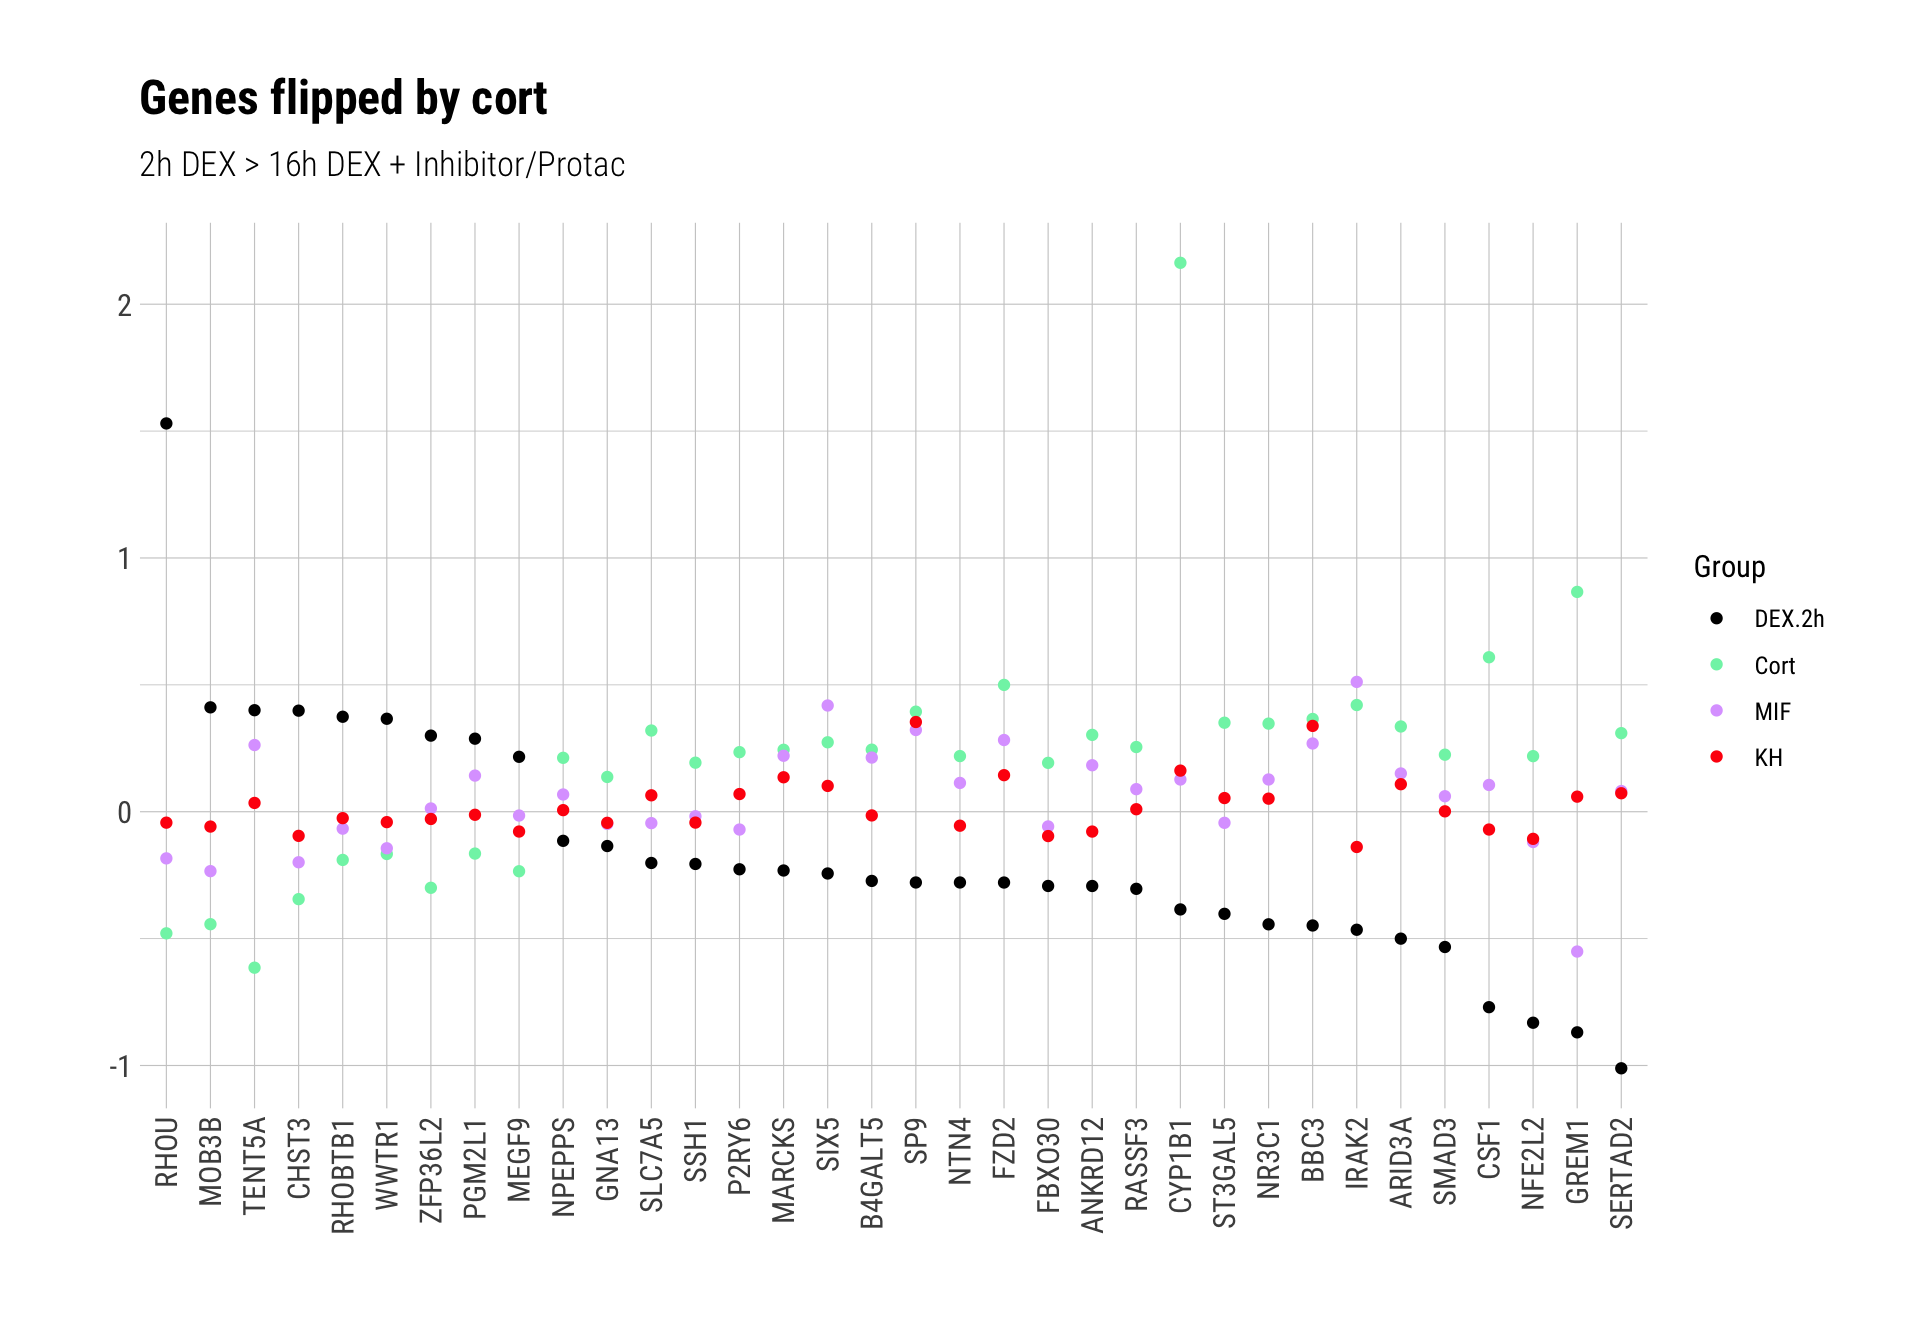 Genes flipped by cort
2h DEX > 16h DEX + Inhibitor/Protac
2
1
0
-1
RHOU
MOB3B
TENT5A
CHST3
RHOBTB1
WWTR1
ZFP36L2
PGM2L1
MEGF9
NPEPPS
GNA13
SLC7A5
SSH1
P2RY6
MARCKS
SIX5
B4GALT5
SP9
NTN4
FZD2
FBXO30
ANKRD12
RASSF3
CYP1B1
ST3GAL5
NR3C1
BBC3
IRAK2
ARID3A
SMAD3
CSF1
NFE2L2
GREM1
SERTAD2
Group
DEX.2h
Cort
MIF
KH